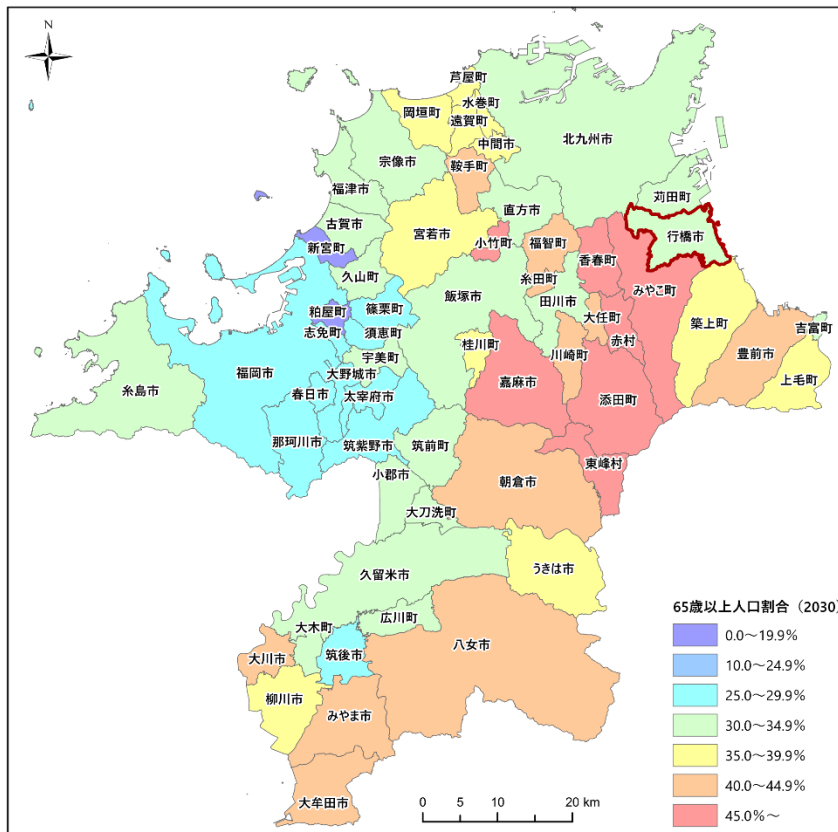 N
芦屋町
水巻町
岡垣町
遠賀町
北九州市
中間市
宗像市
鞍手町
福津市
苅田町
直方市
古賀市
行橋市
宮若市
小竹町
福智町
新宮町
香春町
久山町
糸田町
みやこ町
飯塚市
田川市
篠栗町
粕屋町
大任町
築上町
吉富町
志免町
須恵町
赤村
桂川町
川崎町
豊前市
宇美町
大野城市
福岡市
嘉麻市
上毛町
糸島市
春日市
太宰府市
添田町
那珂川市
筑紫野市
筑前町
東峰村
小郡市
朝倉市
大刀洗町
うきは市
久留米市
広川町
大木町
八女市
筑後市
大川市
柳川市
みやま市
大牟田市
65歳以上人口割合（2030）
0.0～19.9%
10.0～24.9%
25.0～29.9%
30.0～34.9%
35.0～39.9%
40.0～44.9%
45.0%～
0 5 10 20 km